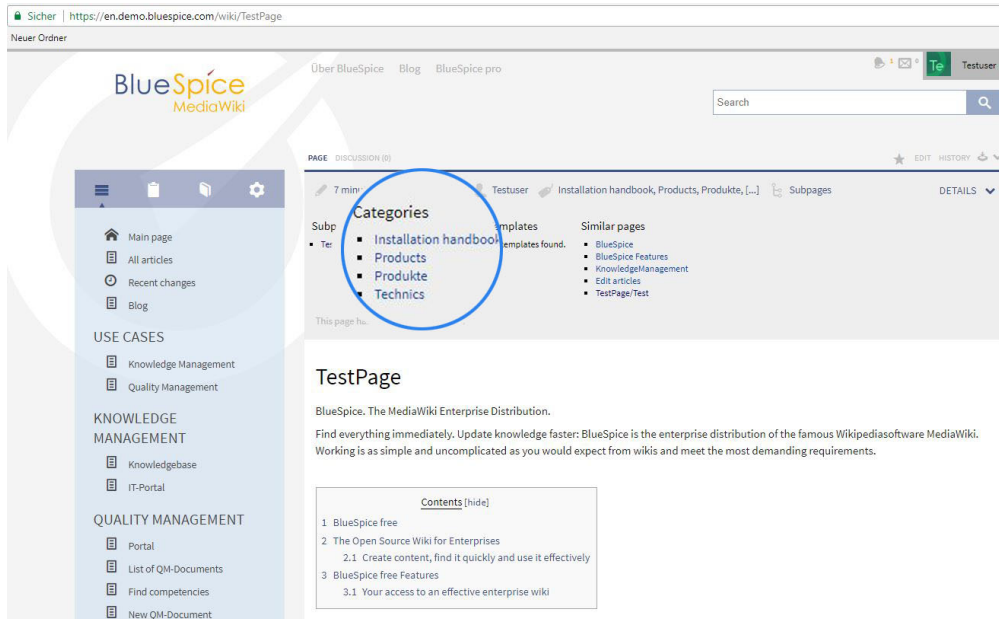 Sicher | https://en.demo.bluespice.com/wiki/TestPage
Neuer Ordner
BlueSpice
MediaWiki
Über BlueSpice Blog BlueSpice pro
1 0 Te Testuser
Search
PAGE DISCUSSION (0) EDIT HISTORY
7 Testuser Installation handbook, Products, Produkte, [...] Subpages DETAILS
Categories
Installation handbook
Products
Produkte
Technics
templates found.
Similar pages
BlueSpice
BlueSpice Features
KnowledgeManagement
Edit articles
TestPage/Test
This page
Main page
All articles
Recent changes
Blog
USE CASES
Knowledge Management
Quality Management
KNOWLEDGE
MANAGEMENT
Knowledgebase
IT-Portal
QUALITY MANAGEMENT
Portal
List of QM-Documents
Find competencies
New QM-Document
TestPage
BlueSpice. The MediaWiki Enterprise Distribution.
Find everything immediately. Update knowledge faster: BlueSpice is the enterprise distribution of the famous Wikipediasoftware MediaWiki.
Working is as simple and uncomplicated as you would expect from wikis and meet the most demanding requirements.
Contents [hide]
1 BlueSpice free
2 The Open Source Wiki for Enterprises
2.1 Create content, find it quickly and use it effectively
3 BlueSpice free Features
3.1 Your access to an effective enterprise wiki